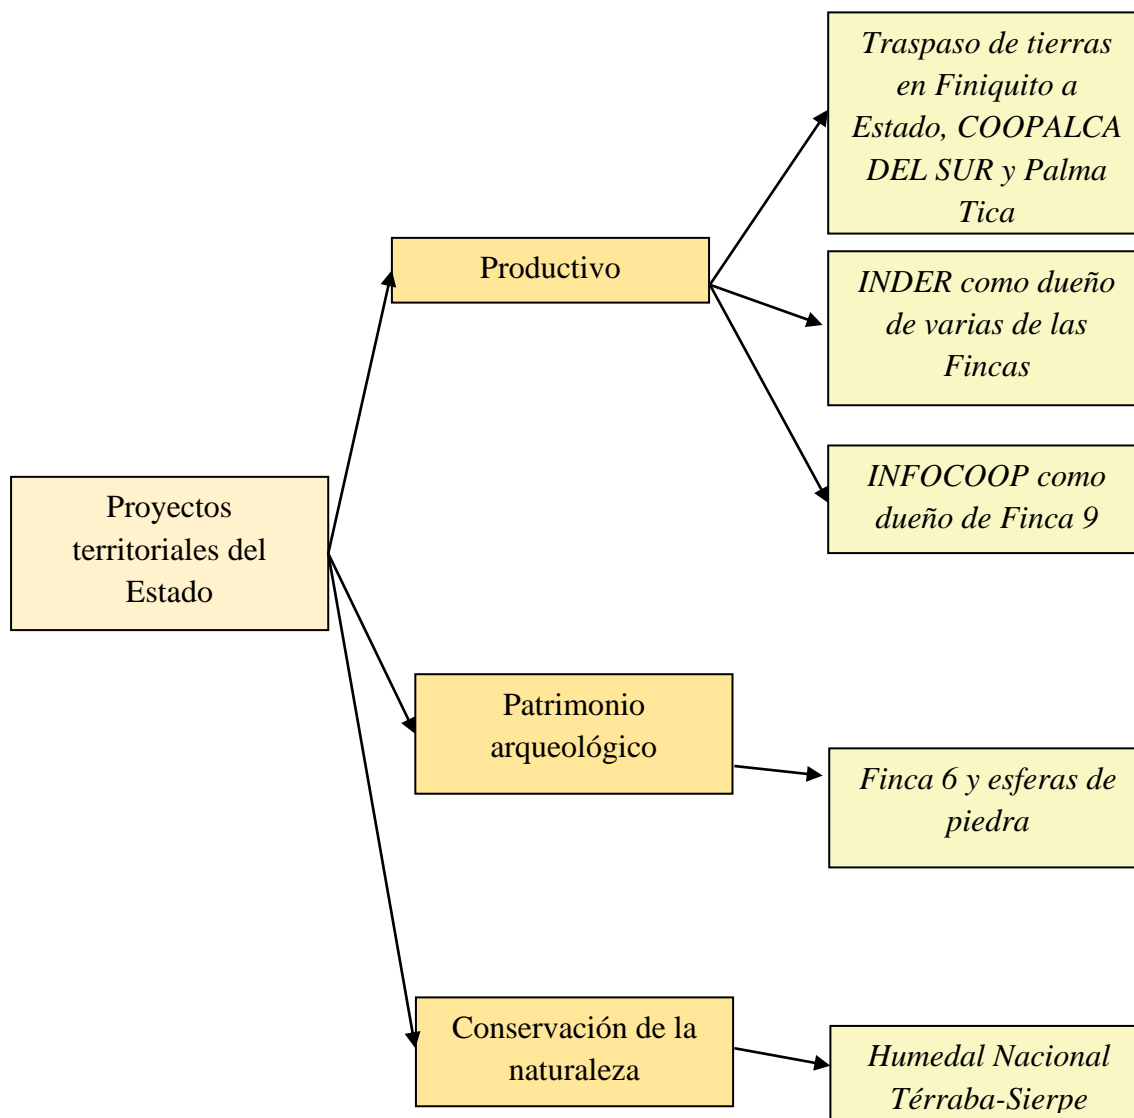 Traspaso de tierras
en Finiquito a
Estado, COOPALCA
DEL SUR y Palma
Tica
Productivo
INDER como dueño
de varias de las
Fincas
INFOCOOP como
dueño de Finca 9
Proyectos
territoriales del
Estado
Patrimonio
arqueológico
Finca 6 y esferas de
piedra
Conservación de la
naturaleza
Humedal Nacional
Térraba-Sierpe